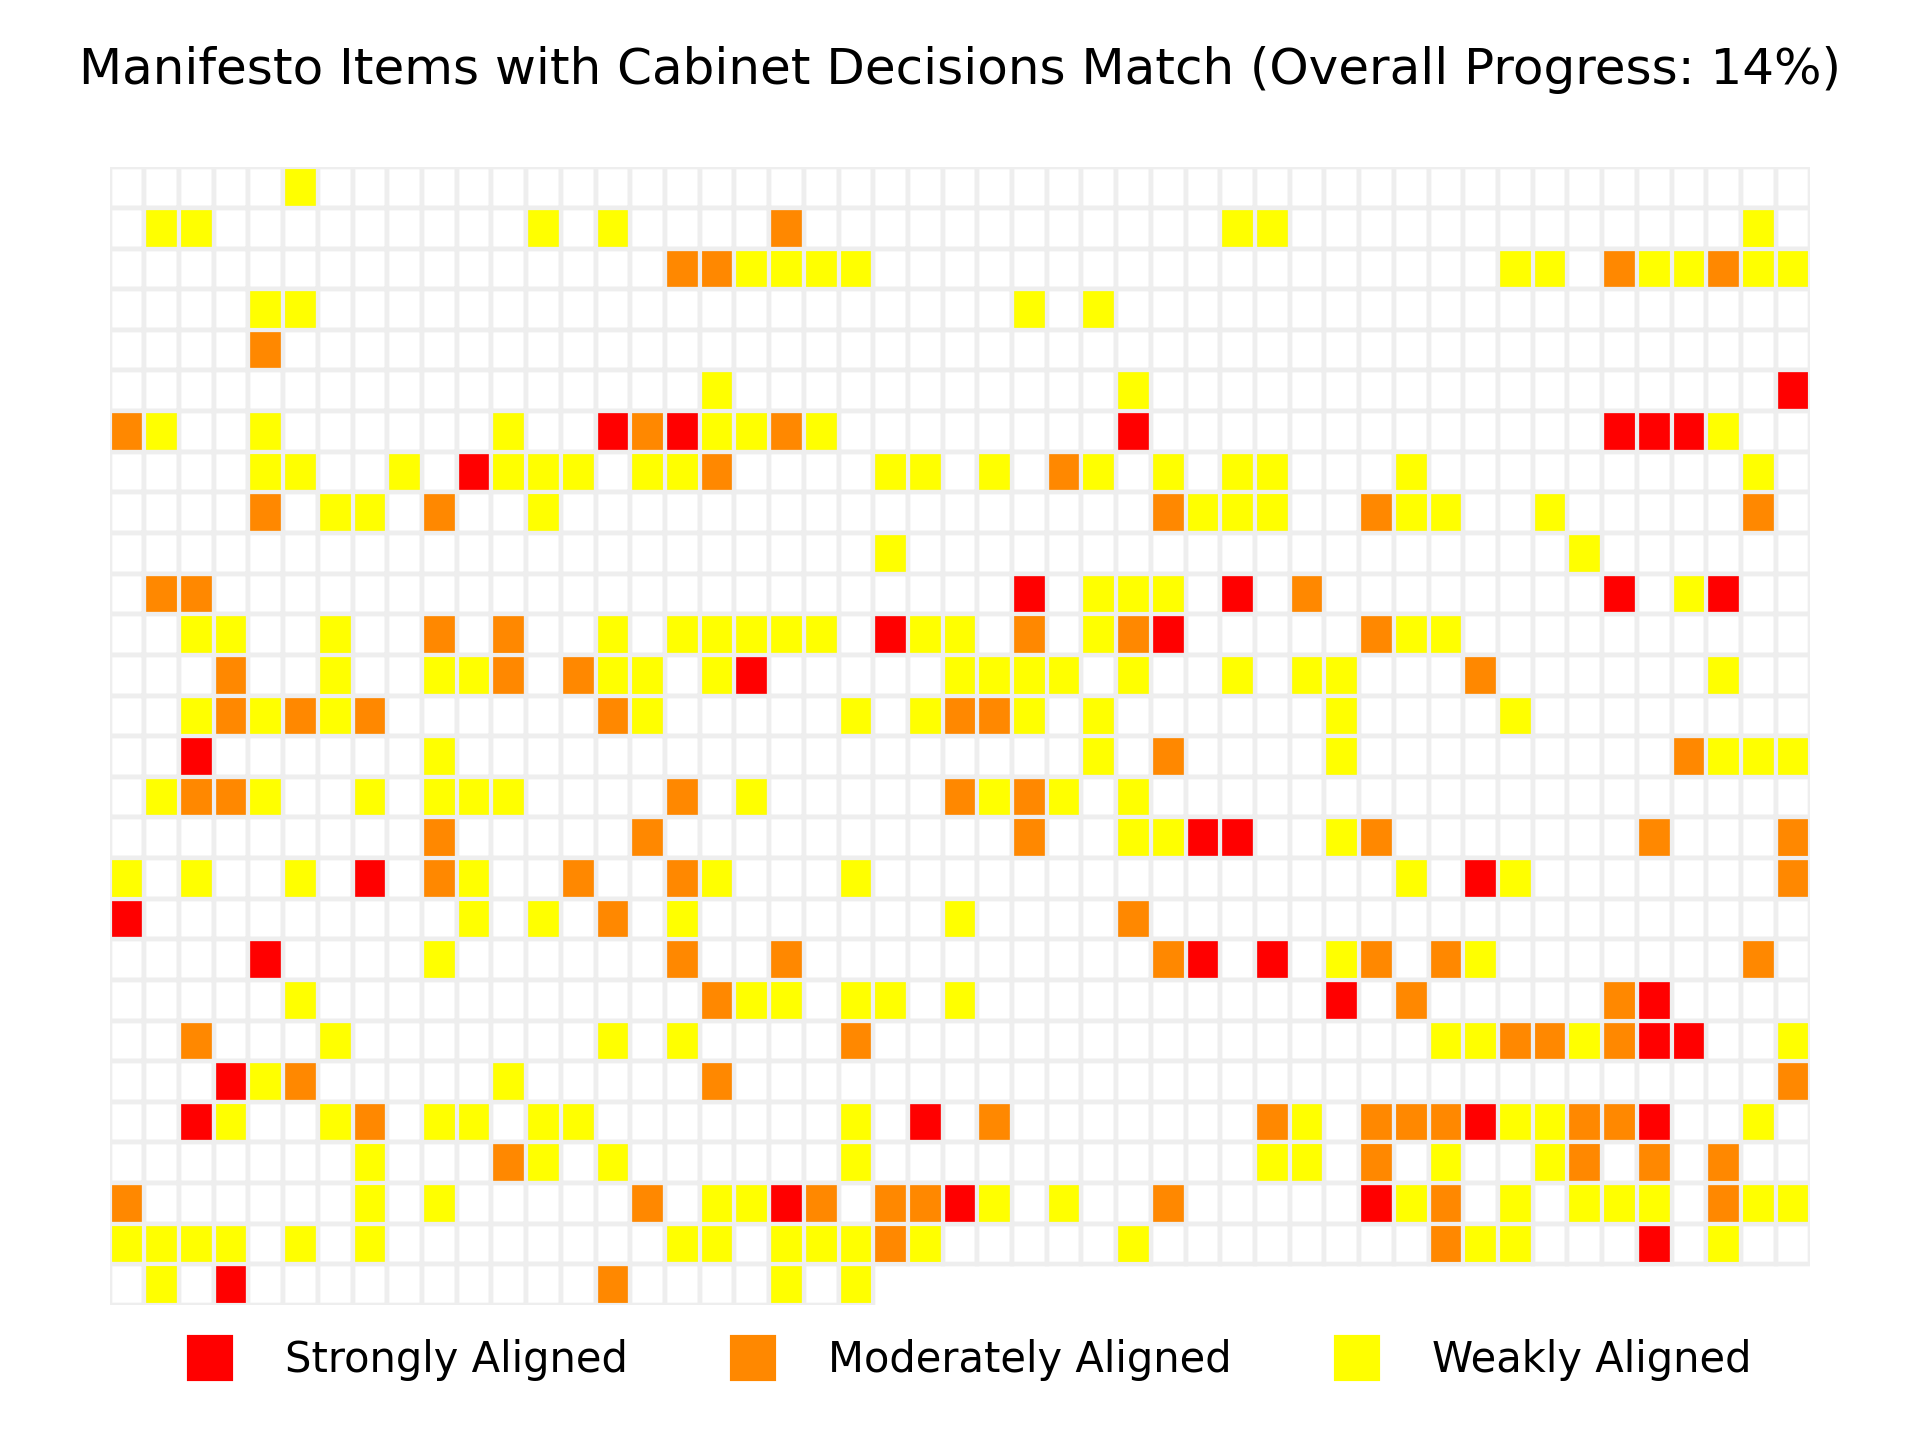 Manifesto Items with Cabinet Decisions Match (Overall Progress: 14%)
Strongly Aligned
Moderately Aligned
Weakly Aligned